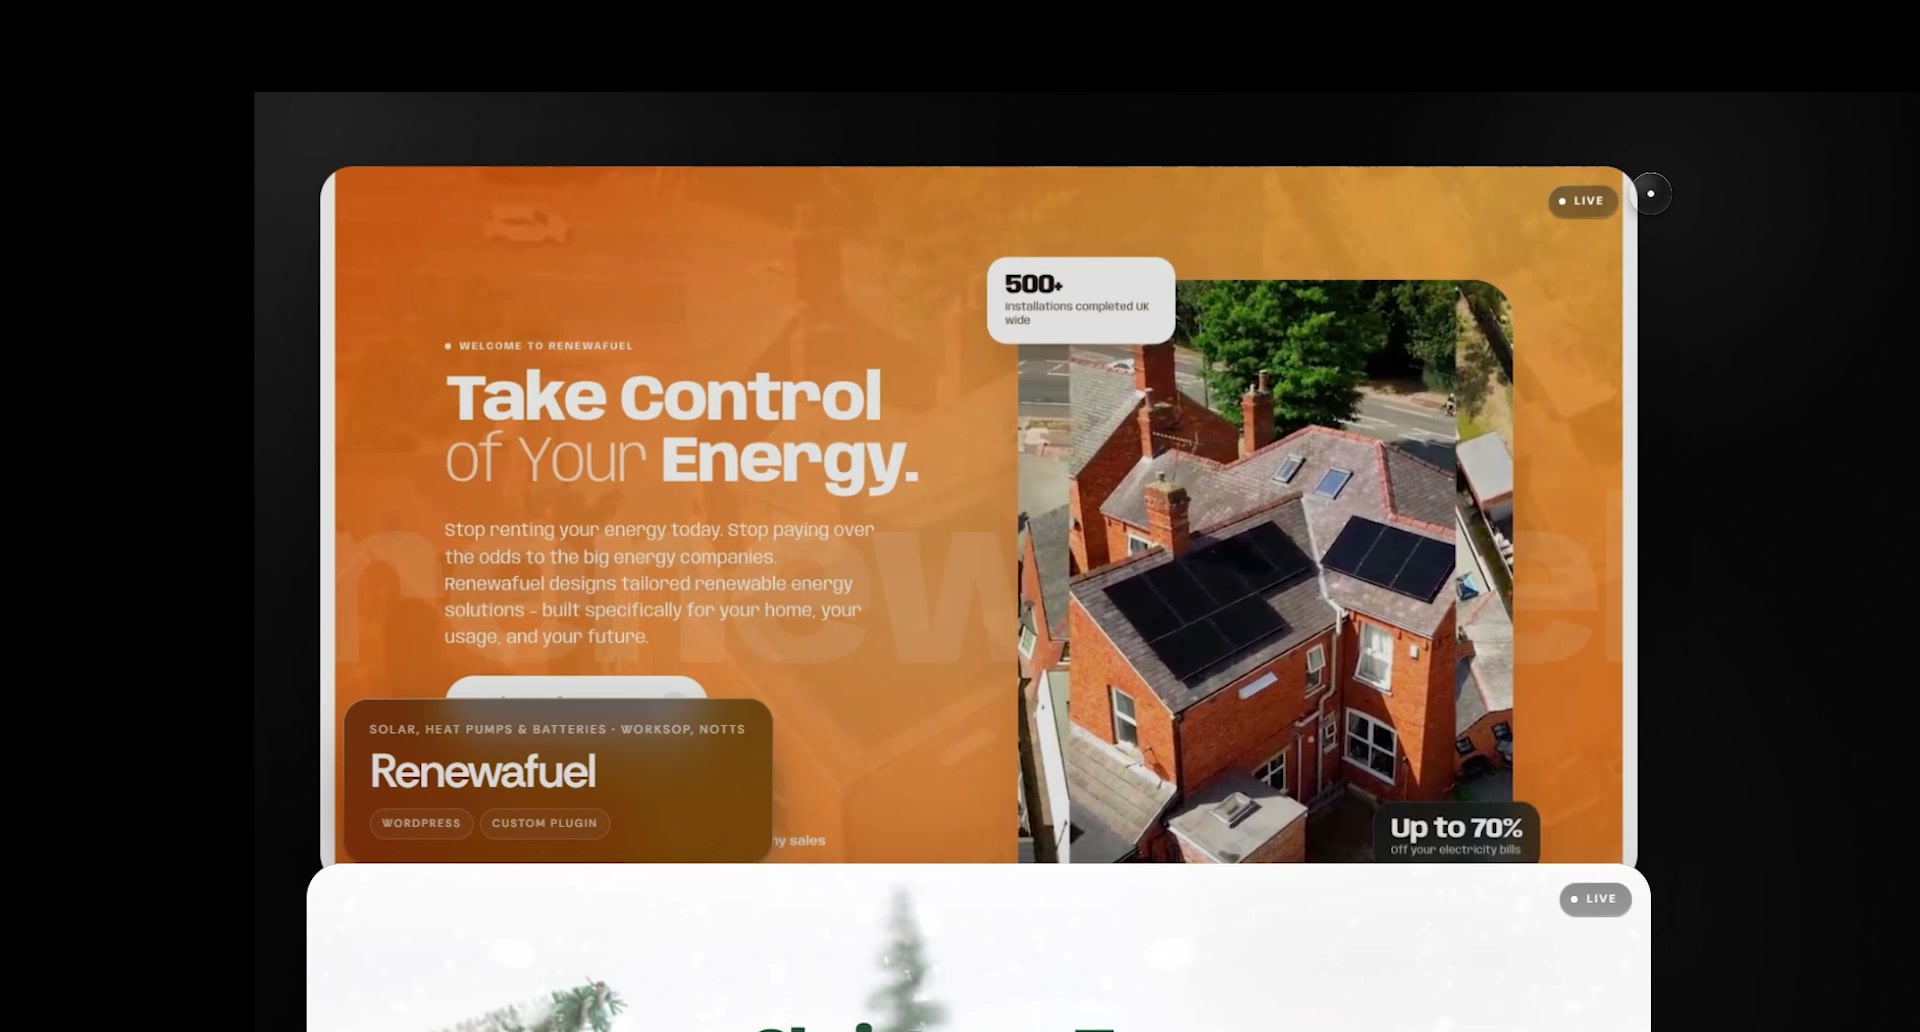 LIVE
500+
Installations completed UK
wide
WELCOME TO RENEWAFUEL
Take Control
of Your Energy.
Stop renting your energy today. Stop paying over
the odds to the big energy companies.
Renewafuel designs tailored renewable energy
solutions – built specifically for your home, your
usage, and your future.
SOLAR, HEAT PUMPS & BATTERIES · WORKSOP, NOTTS
Renewafuel
WORDPRESS
CUSTOM PLUGIN
sales
Up to 70%
Off your electricity bills
LIVE